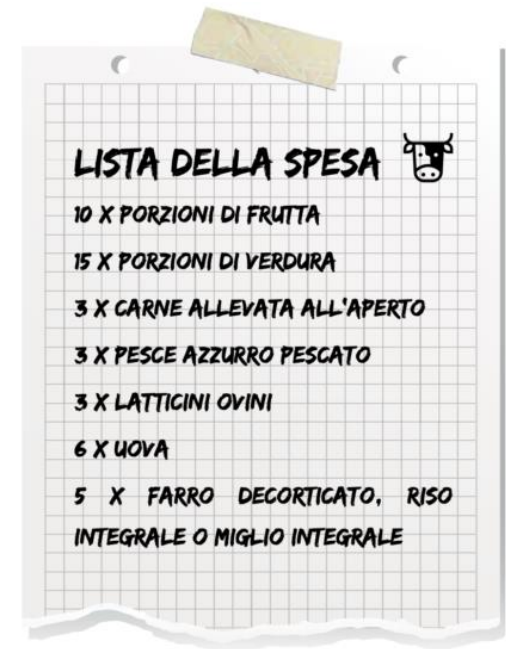 LISTA DELLA SPESA
10 X PORZIONI DI FRUTTA
15 X PORZIONI DI VERDURA
3 X CARNE ALLEVATA ALL'APERTO
3 X PESCE AZZURRO PESCATO
3 X LATTICINI OVINI
6 X UOVA
5 X FARRO DECORTICATO, RISO
INTEGRALE O MIGLIO INTEGRALE